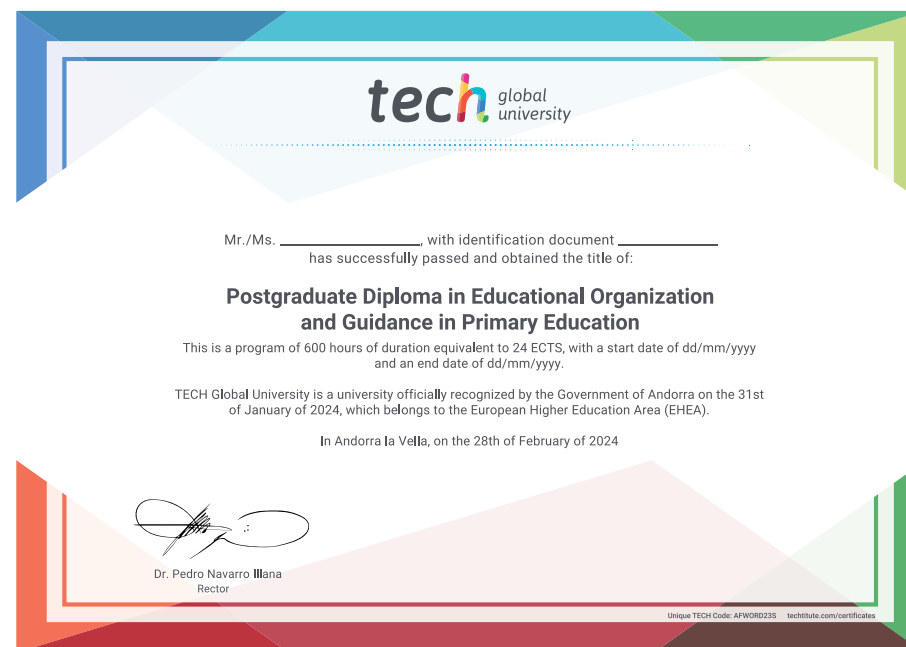 tech global university
Mr./Ms. ____________, with identification document ____________
has successfully passed and obtained the title of:
Postgraduate Diploma in Educational Organization
and Guidance in Primary Education
This is a program of 600 hours of duration equivalent to 24 ECTS, with a start date of dd/mm/yyyy
and an end date of dd/mm/yyyy.
TECH Global University is a university officially recognized by the Government of Andorra on the 31st
of January of 2024, which belongs to the European Higher Education Area (EHEA).
In Andorra la Vella, on the 28th of February of 2024
Dr. Pedro Navarro Illana
Rector
Unique TECH Code: AFWORD23S techtitute.com/certificates